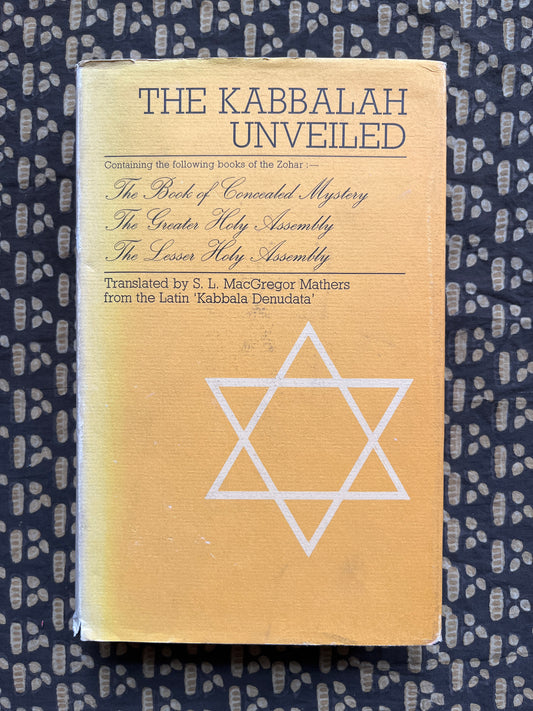 THE KABBALAH
UNVEILED
Containing the following books of the Zohar :—
The Book of Concealed Mystery
The Greater Holy Assembly
The Lesser Holy Assembly
Translated by S. L. MacGregor Mathers
from the Latin ‘Kabbala Denudata’